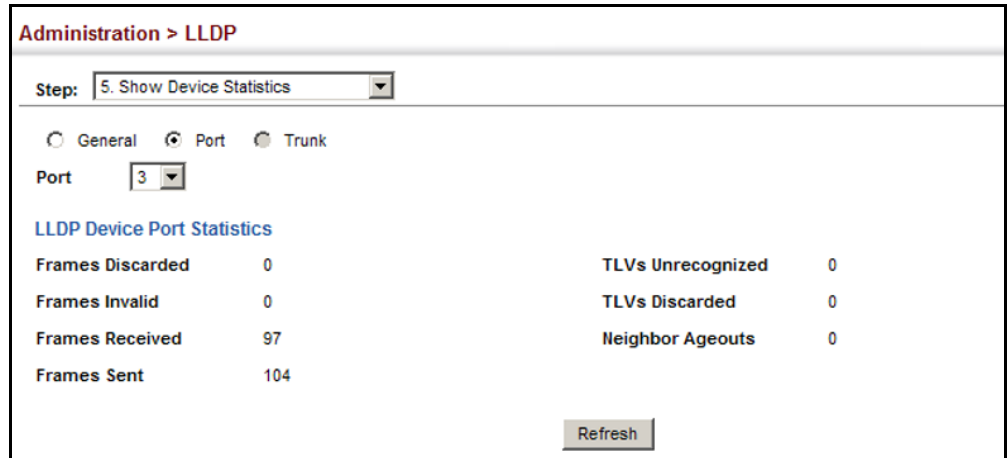 Administration > LLDP
Step: 5. Show Device Statistics
General Port Trunk
Port 3
LLDP Device Port Statistics
Frames Discarded 0 TLVs Unrecognized 0
Frames Invalid 0 TLVs Discarded 0
Frames Received 97 Neighbor Ageouts 0
Frames Sent 104
Refresh